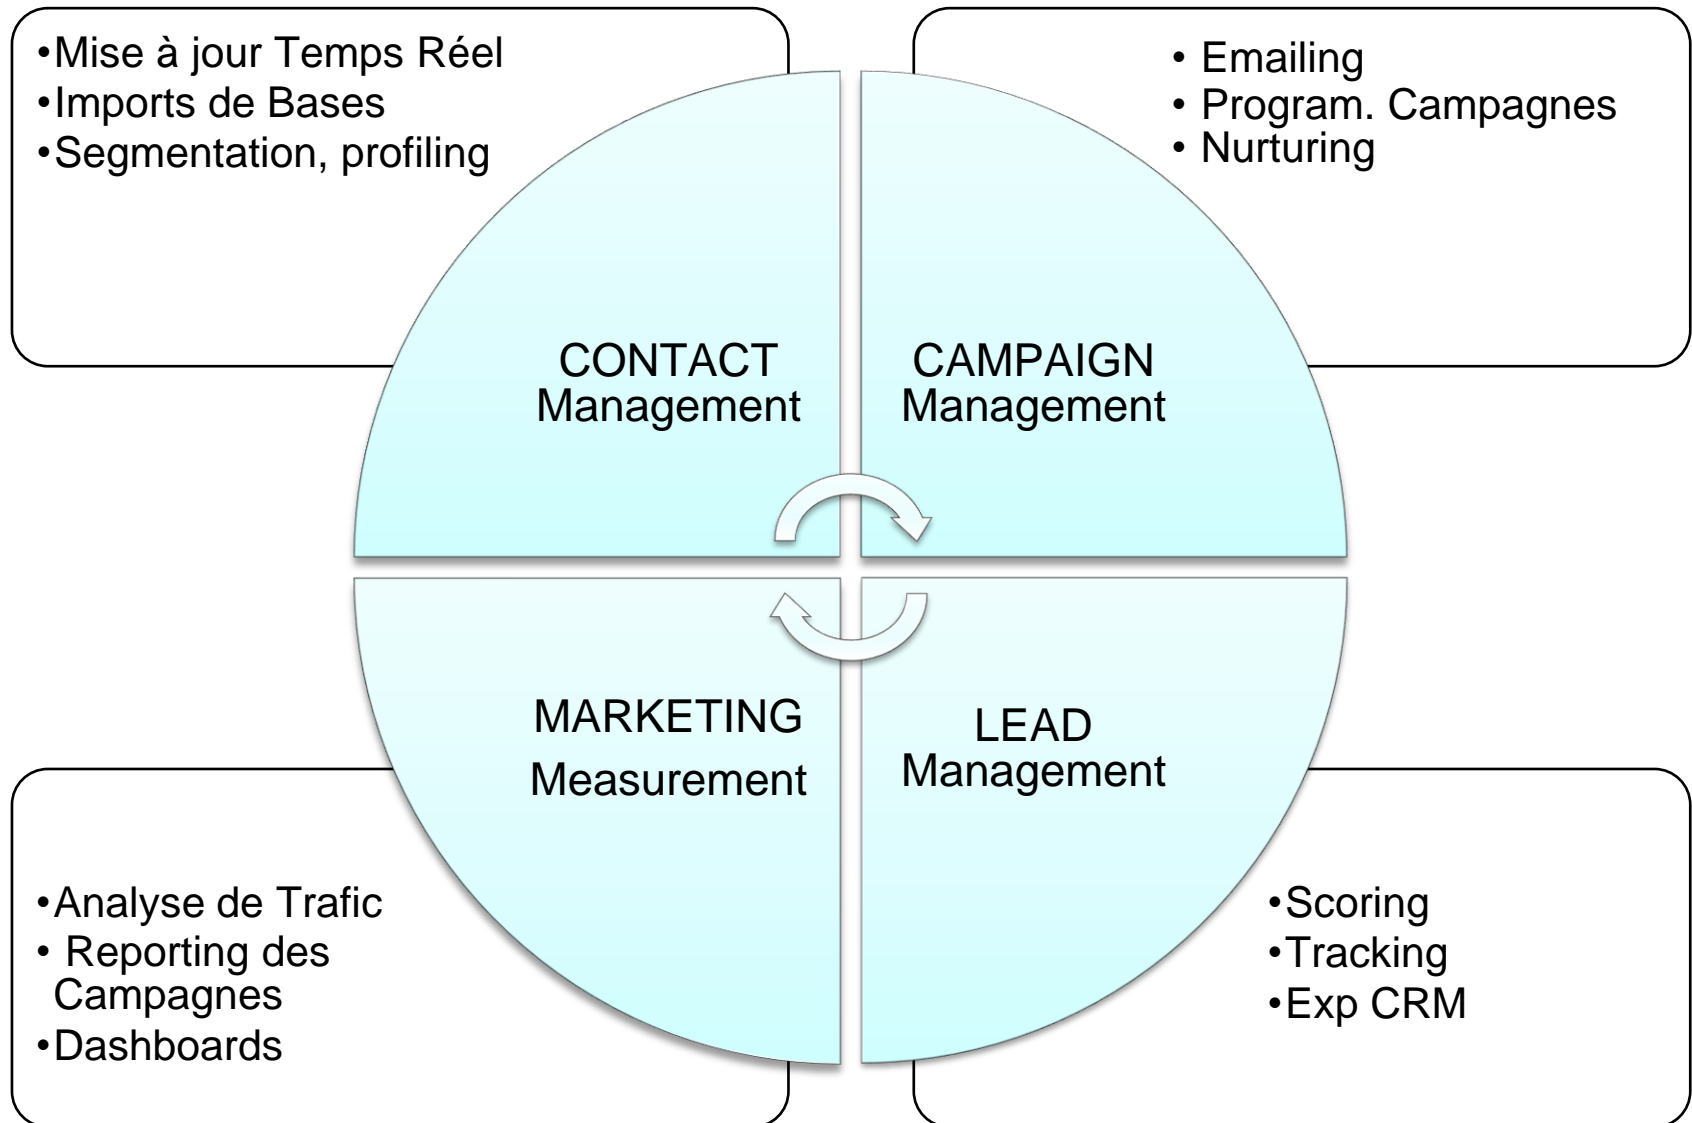 •Mise à jour Temps Réel
•Imports de Bases
•Segmentation, profiling
• Emailing
• Program. Campagnes
• Nurturing
CONTACT
Management
CAMPAIGN
Management
MARKETING
Measurement
LEAD
Management
•Analyse de Trafic
• Reporting des
Campagnes
•Dashboards
•Scoring
•Tracking
•Exp CRM